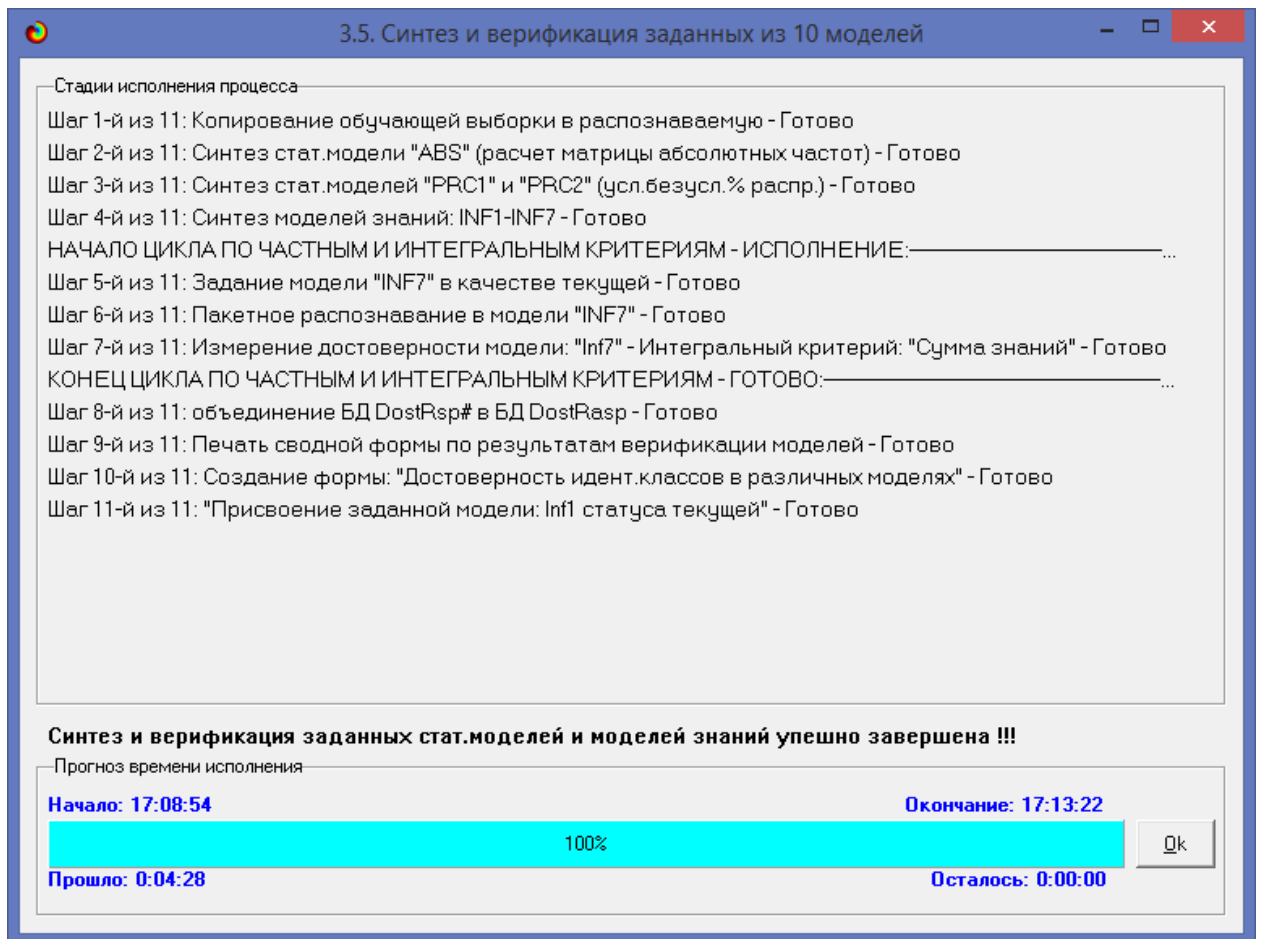 3.5. Синтез и верификация заданных из 10 моделей
Стадии исполнения процесса
Шаг 1-й из 11: Копирование обучающей выборки в распознаваемую - Готово
Шаг 2-й из 11: Синтез стат.модели "ABS" (расчет матрицы абсолютных частот) - Готово
Шаг 3-й из 11: Синтез стат.моделей "PRC1" и "PRC2" (усл.безусл.% распр.) - Готово
Шаг 4-й из 11: Синтез моделей знаний: INF1-INF7 - Готово
НАЧАЛО ЦИКЛА ПО ЧАСТНЫМ И ИНТЕГРАЛЬНЫМ КРИТЕРИЯМ - ИСПОЛНЕНИЕ:—————————...
Шаг 5-й из 11: Задание модели "INF7" в качестве текущей - Готово
Шаг 6-й из 11: Пакетное распознавание в модели "INF7" - Готово
Шаг 7-й из 11: Измерение достоверности модели: "Inf7" - Интегральный критерий: "Сумма знаний" - Готово
КОНЕЦ ЦИКЛА ПО ЧАСТНЫМ И ИНТЕГРАЛЬНЫМ КРИТЕРИЯМ - ГОТОВО:————————————...
Шаг 8-й из 11: объединение БД DostRsp# в БД DostRasp - Готово
Шаг 9-й из 11: Печать сводной формы по результатам верификации моделей - Готово
Шаг 10-й из 11: Создание формы: "Достоверность идент.классов в различных моделях" - Готово
Шаг 11-й из 11: "Присвоение заданной модели: Inf1 статуса текущей" - Готово
Синтез и верификация заданных стат.моделей и моделей знаний упешно завершена !!!
Прогноз времени исполнения
Начало: 17:08:54 Окончание: 17:13:22
100% Ok
Прошло: 0:04:28 Осталось: 0:00:00